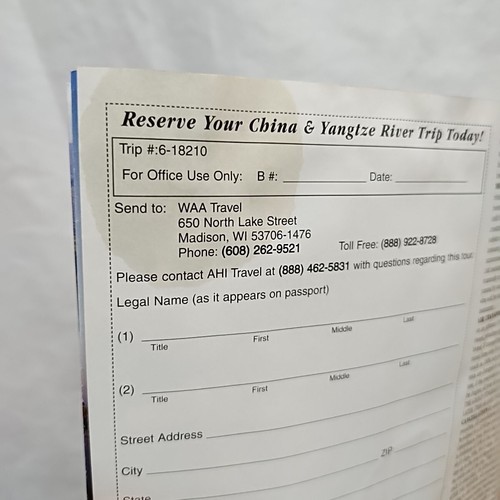 Reserve Your China & Yangtze River Trip Today!
Trip #:6-18210
For Office Use Only: B #: Date:
Send to: WAA Travel
650 North Lake Street
Madison, WI 53706-1476
Phone: (608) 262-9521 Toll Free: (888) 922-8728
Please contact AHI Travel at (888) 462-5831 with questions regarding this tour.
Legal Name (as it appears on passport)
(1)
Title First Middle Last
(2)
Title First Middle Last
Street Address
City ZIP
State